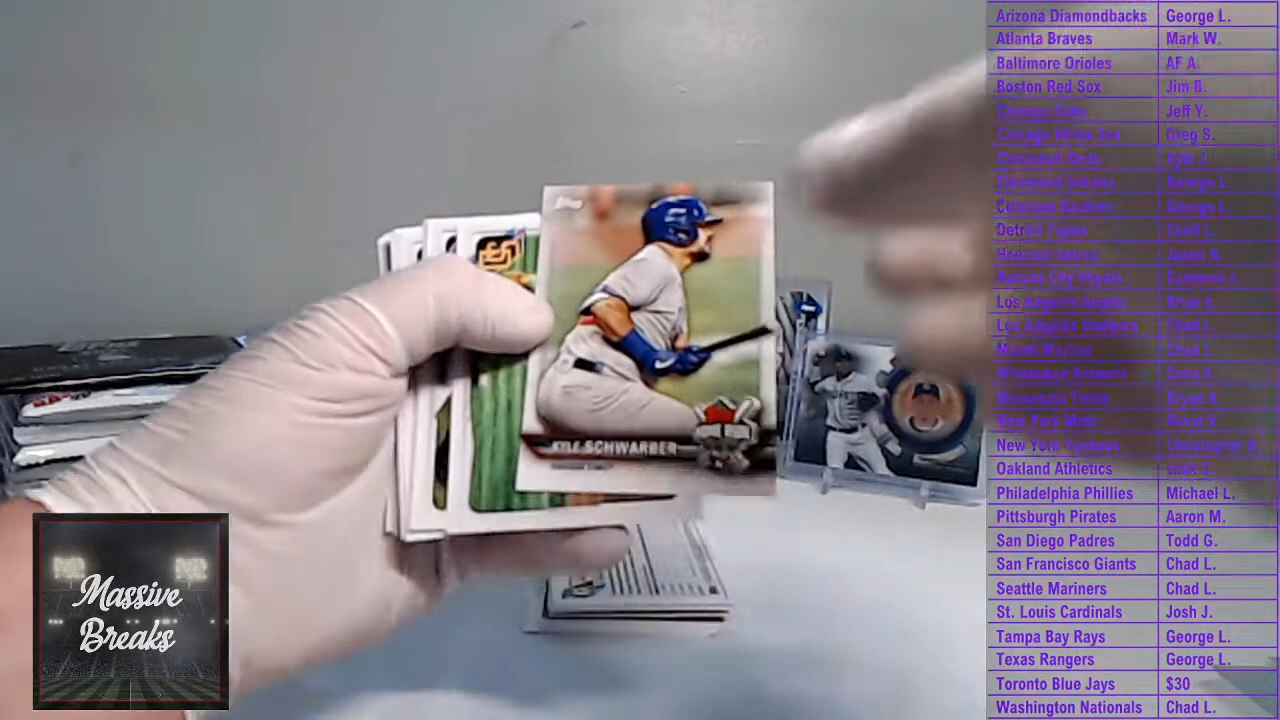 Arizona Diamondbacks George L.
Atlanta Braves Mark W.
Baltimore Orioles AF A.
Boston Red Sox Jim B.
Chicago Cubs Jeff Y.
Chicago White Sox Greg S.
Cincinnati Reds Kyle J.
Cleveland Indians George L.
Colorado Rockies George L.
Detroit Tigers Chad L.
Houston Astros Jason
Kansas City Royals Cameron
Los Angeles Angels Brian
Los Angeles Dodgers Chad L.
Miami Marlins Chad L.
Milwaukee Brewers
Minnesota Twins Bryan
New York Mets Kevin V.
New York Yankees Christopher
Oakland Athletics
Philadelphia Phillies Michael L.
Pittsburgh Pirates Aaron M.
San Diego Padres Todd G.
San Francisco Giants Chad L.
Seattle Mariners Chad L.
St. Louis Cardinals Josh J.
Tampa Bay Rays George L.
Texas Rangers George L.
Toronto Blue Jays $30
Washington Nationals Chad L.
Topps
SD
KYLE SCHWARBER
Massive
Breaks